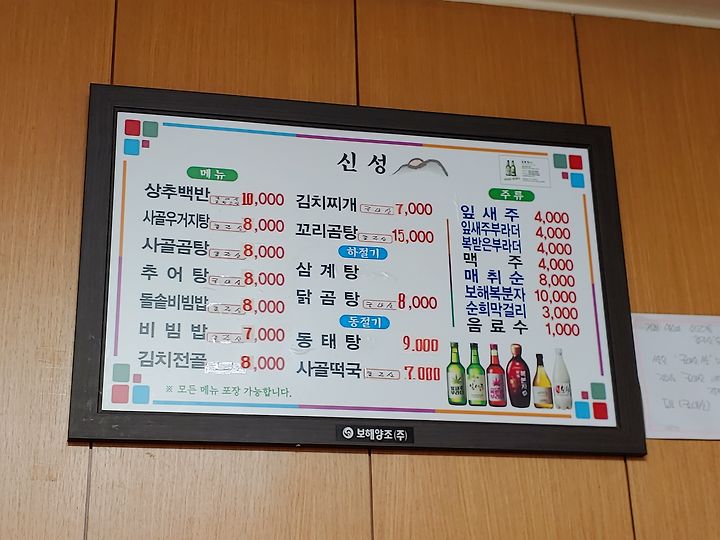 신성
메뉴
상추백반 10,000
사골우거지탕 8,000
사골곰탕 8,000
추어탕 8,000
돌솥비빔밥 8,000
비빔밥 7,000
김치전골 8,000
※ 모든 메뉴 포장 가능합니다.
김치찌개 7,000
꼬리곰탕 15,000
하절기
삼계탕
닭곰탕 8,000
동절기
동태탕 9.000
사골떡국 7.000
주류
잎새주 4,000
잎새주부라더 4,000
복받은부라더 4,000
맥주 4,000
매취순 8,000
보해복분자 10,000
순희막걸리 3,000
음료수 1,000
보해양조(주)